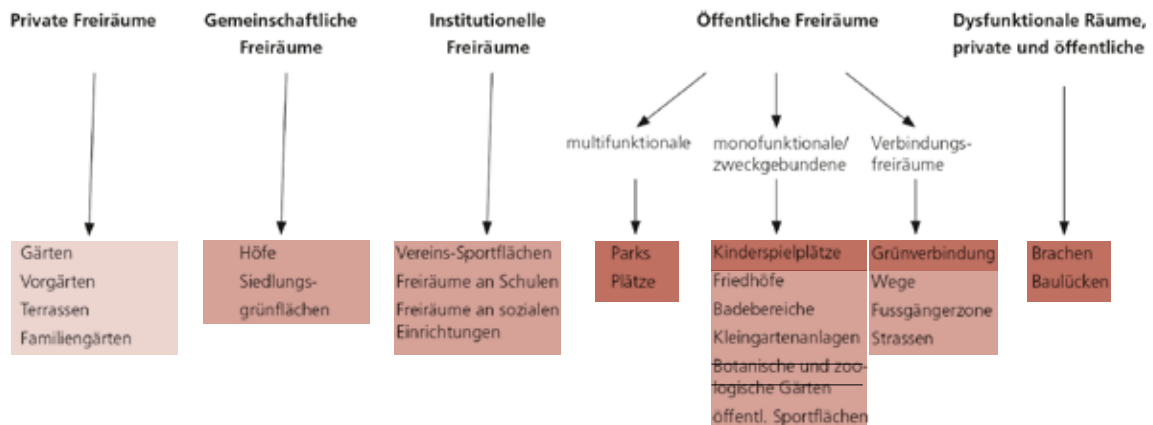 Private Freiräume
Gemeinschaftliche
Freiräume
Institutionelle
Freiräume
Öffentliche Freiräume
Dysfunktionale Räume,
private und öffentliche
multifunktionale
monofunktionale/
zweckgebundene
Verbindungs-
freiräume
Gärten
Vorgärten
Terrassen
Familiengärten
Höfe
Siedlungs-
grünflächen
Vereins-Sportflächen
Freiräume an Schulen
Freiräume an sozialen
Einrichtungen
Parks
Plätze
Kinderspielplätze
Friedhöfe
Badebereiche
Kleingartenanlagen
Botanische und zoo-
logische Gärten
öffentl. Sportflächen
Grünverbindung
Wege
Fussgängerzone
Strassen
Brachen
Baulücken